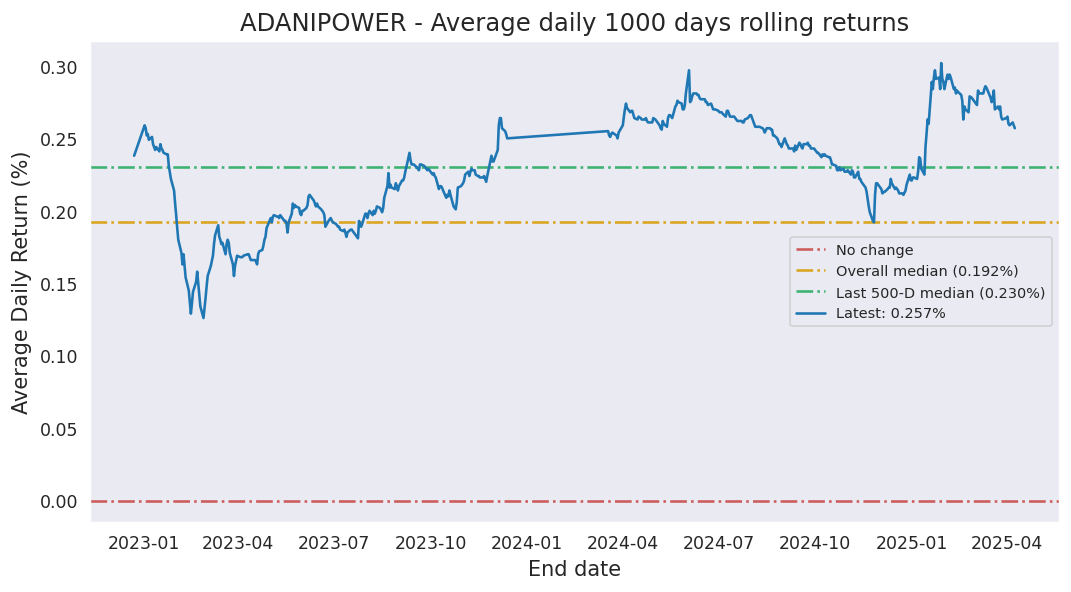 ADANIPOWER - Average daily 1000 days rolling returns
Average Daily Return (%)
0.30
0.25
0.20
0.15
0.10
0.05
0.00
No change
Overall median (0.192%)
Last 500-D median (0.230%)
Latest: 0.257%
2023-01 2023-04 2023-07 2023-10 2024-01 2024-04 2024-07 2024-10 2025-01 2025-04
End date